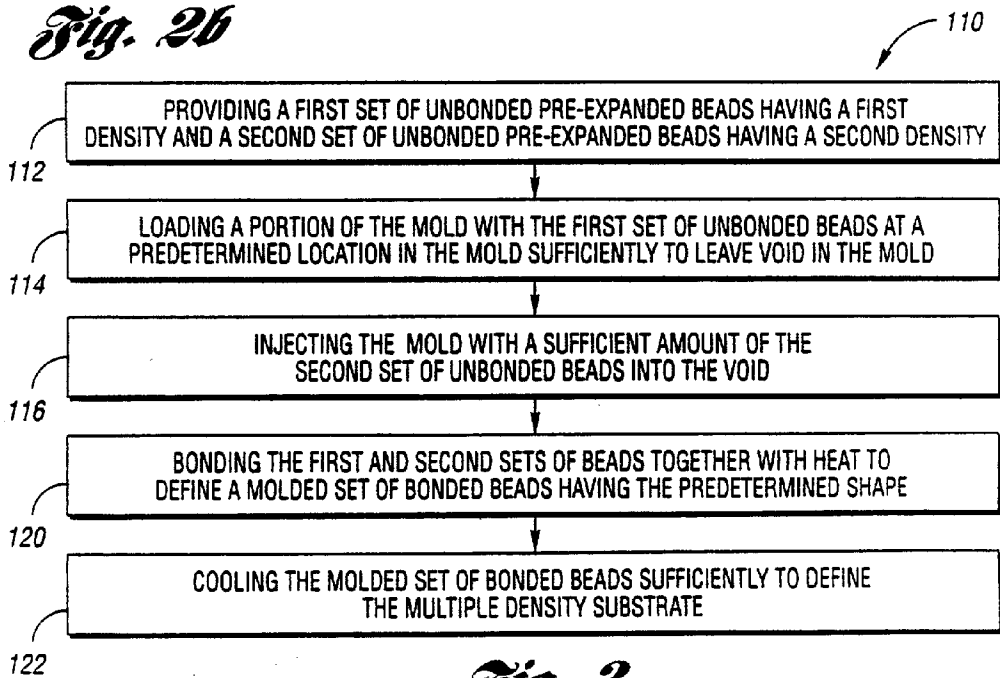 Fig. 2b
110
PROVIDING A FIRST SET OF UNBONDED PRE-EXPANDED BEADS HAVING A FIRST
DENSITY AND A SECOND SET OF UNBONDED PRE-EXPANDED BEADS HAVING A SECOND DENSITY
112
LOADING A PORTION OF THE MOLD WITH THE FIRST SET OF UNBONDED BEADS AT A
PREDETERMINED LOCATION IN THE MOLD SUFFICIENTLY TO LEAVE VOID IN THE MOLD
114
INJECTING THE MOLD WITH A SUFFICIENT AMOUNT OF THE
SECOND SET OF UNBONDED BEADS INTO THE VOID
116
BONDING THE FIRST AND SECOND SETS OF BEADS TOGETHER WITH HEAT TO
DEFINE A MOLDED SET OF BONDED BEADS HAVING THE PREDETERMINED SHAPE
120
COOLING THE MOLDED SET OF BONDED BEADS SUFFICIENTLY TO DEFINE
THE MULTIPLE DENSITY SUBSTRATE
122